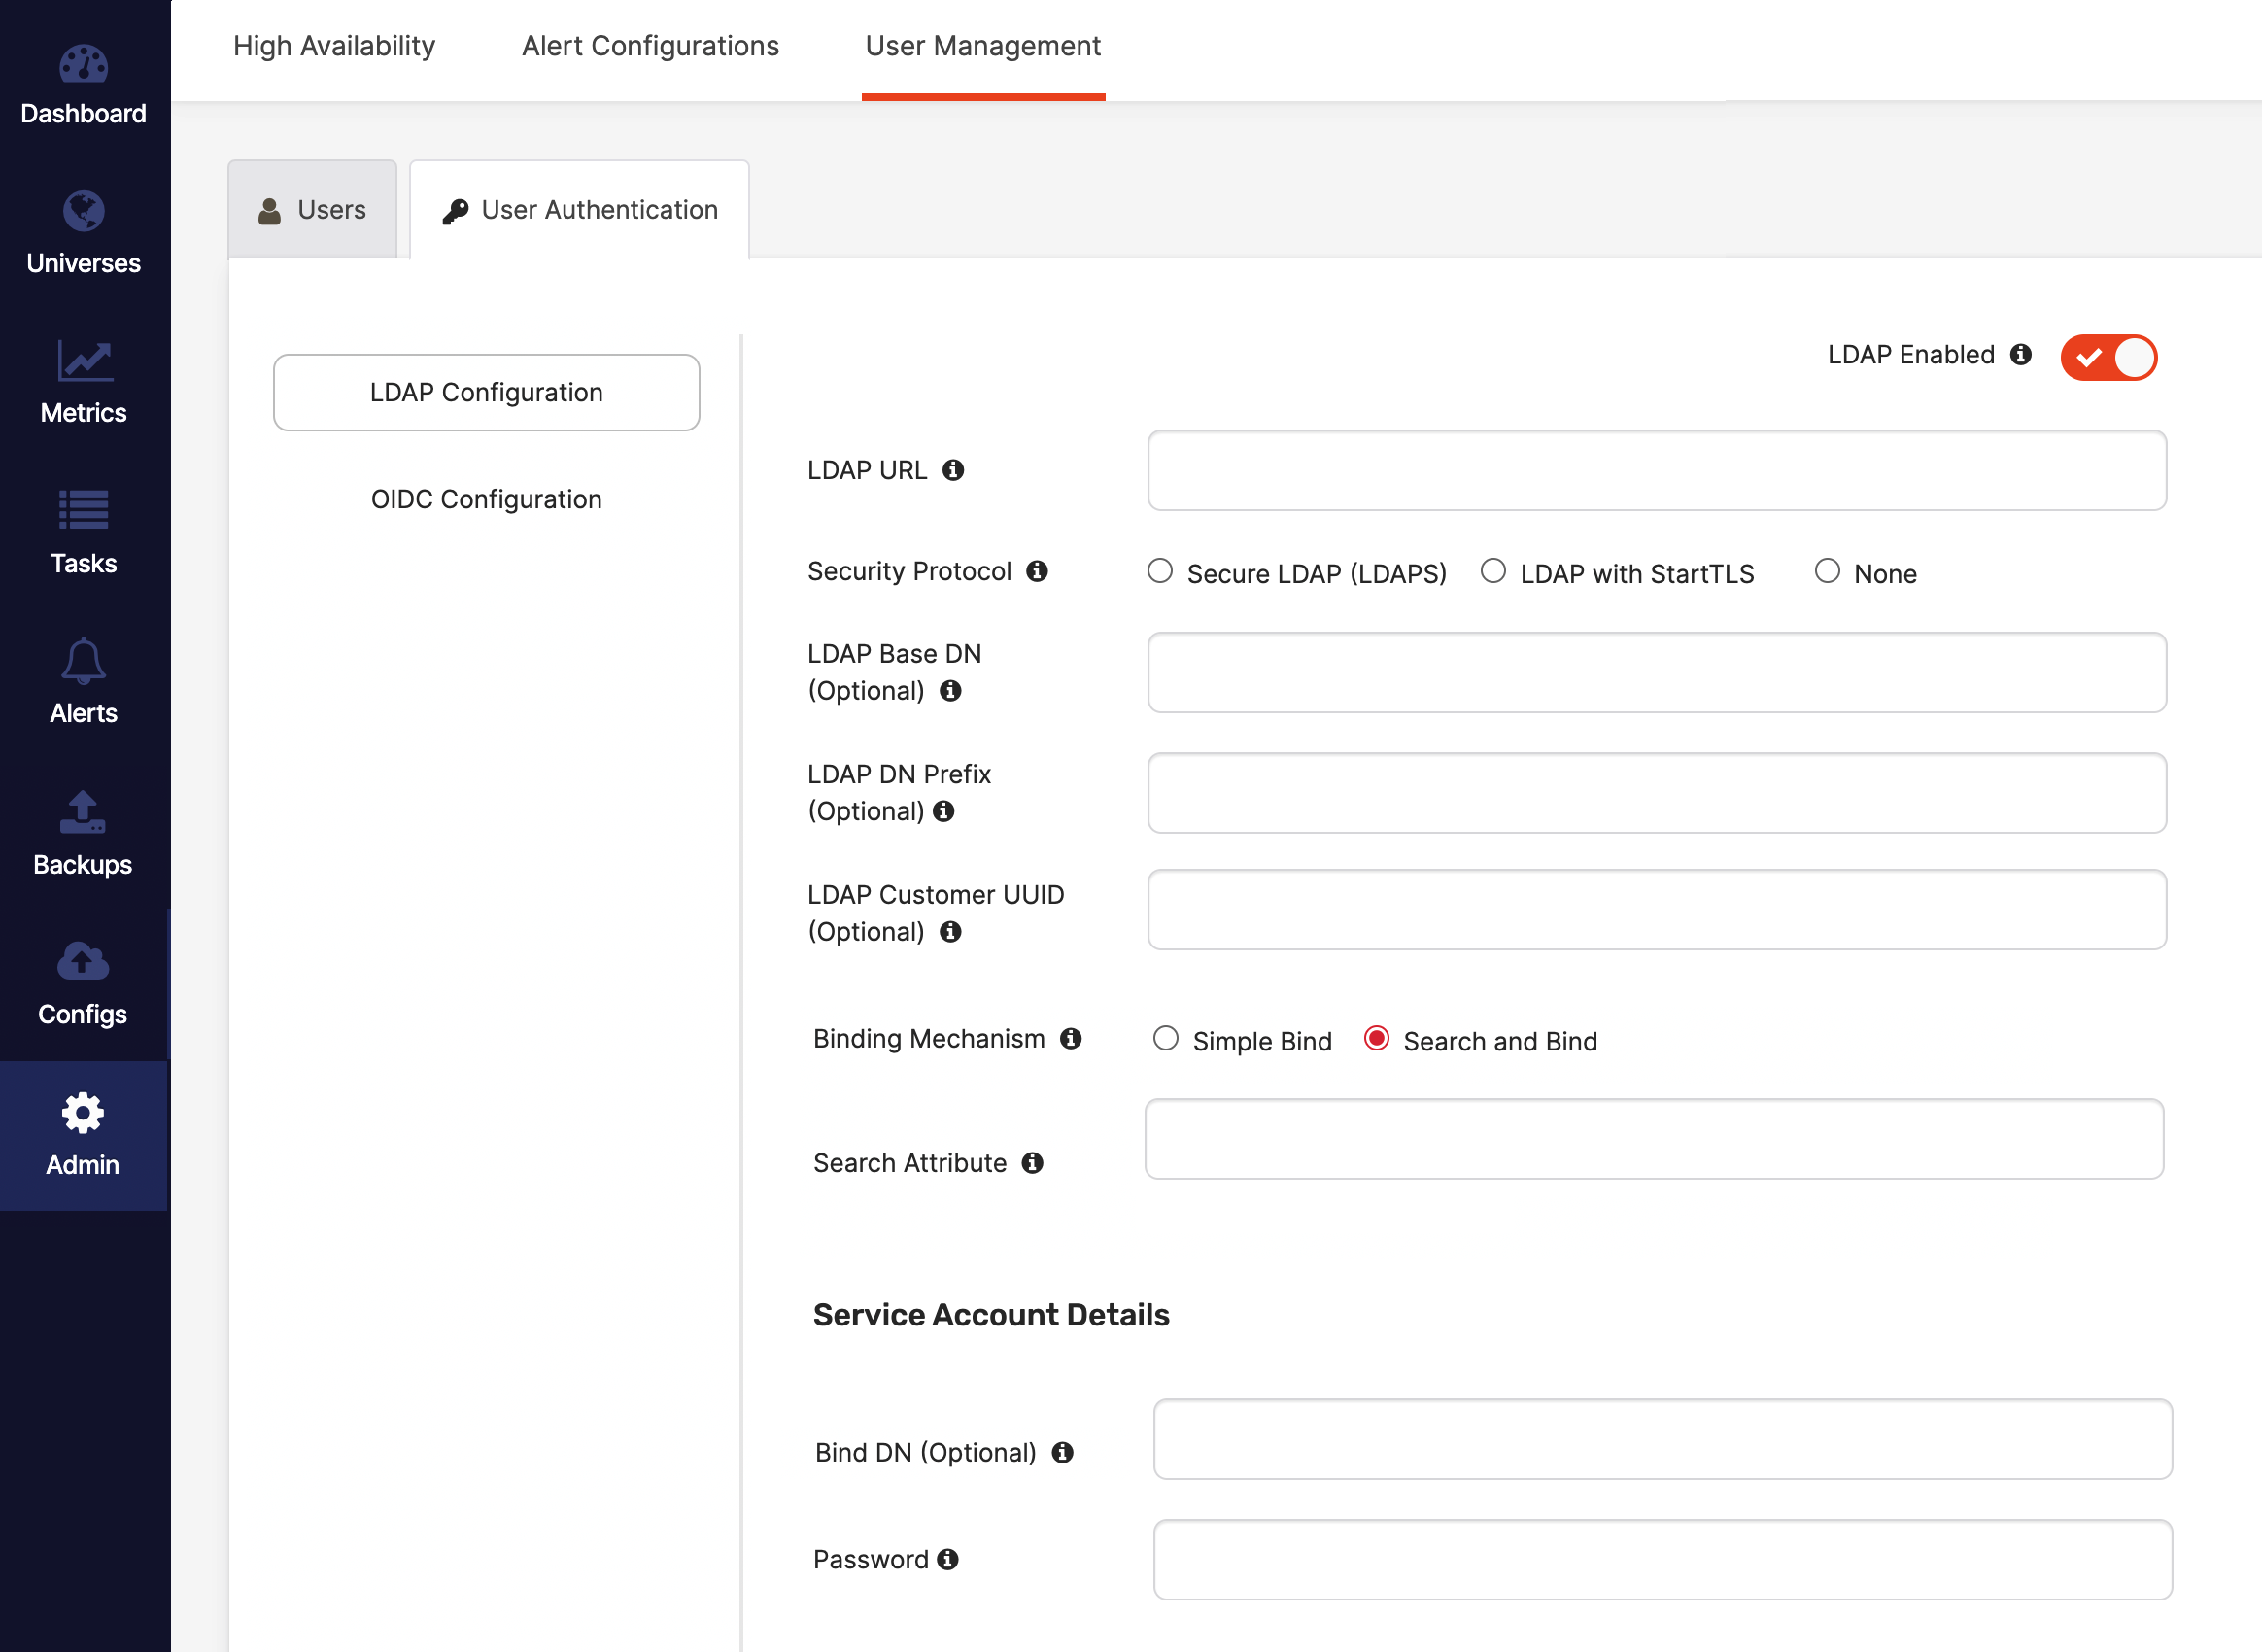 Dashboard
Universes
Metrics
Tasks
Alerts
Backups
Configs
Admin
High Availability
Alert Configurations
User Management
Users
User Authentication
LDAP Configuration
OIDC Configuration
LDAP Enabled
LDAP URL
Security Protocol
Secure LDAP (LDAPS)
LDAP with StartTLS
None
LDAP Base DN
(Optional)
LDAP DN Prefix
(Optional)
LDAP Customer UUID
(Optional)
Binding Mechanism
Simple Bind
Search and Bind
Search Attribute
Service Account Details
Bind DN (Optional)
Password